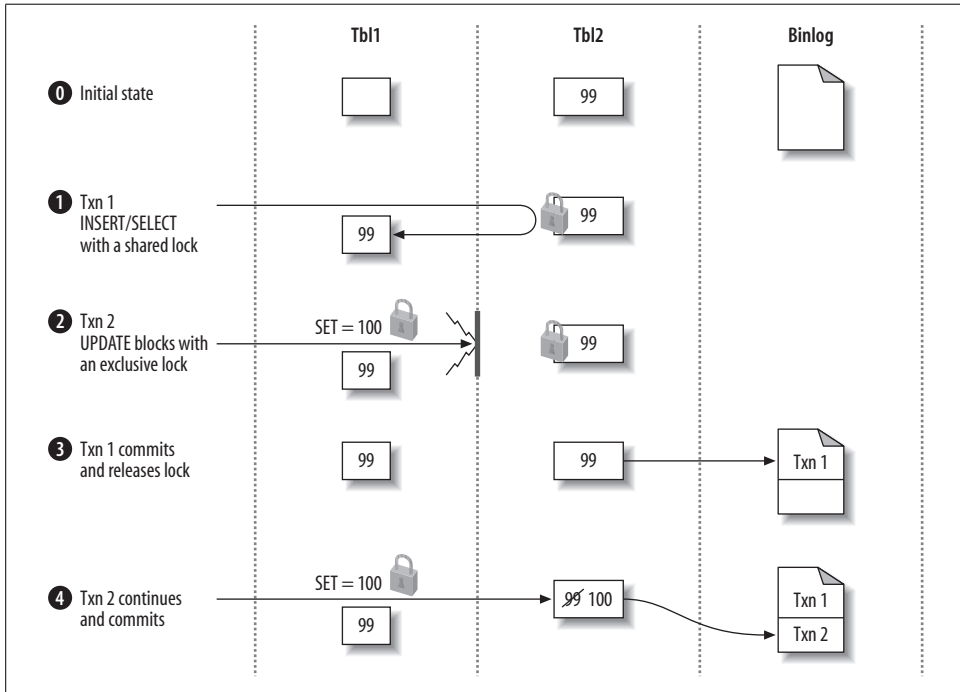 Tbl1 Tbl2 Binlog
0 Initial state
99
1 Txn 1
INSERT/SELECT
with a shared lock
99
99
2 Txn 2
UPDATE blocks with
an exclusive lock
SET = 100
99
99
3 Txn 1 commits
and releases lock
99
99
Txn 1
4 Txn 2 continues
and commits
SET = 100
99
99 100
Txn 1
Txn 2